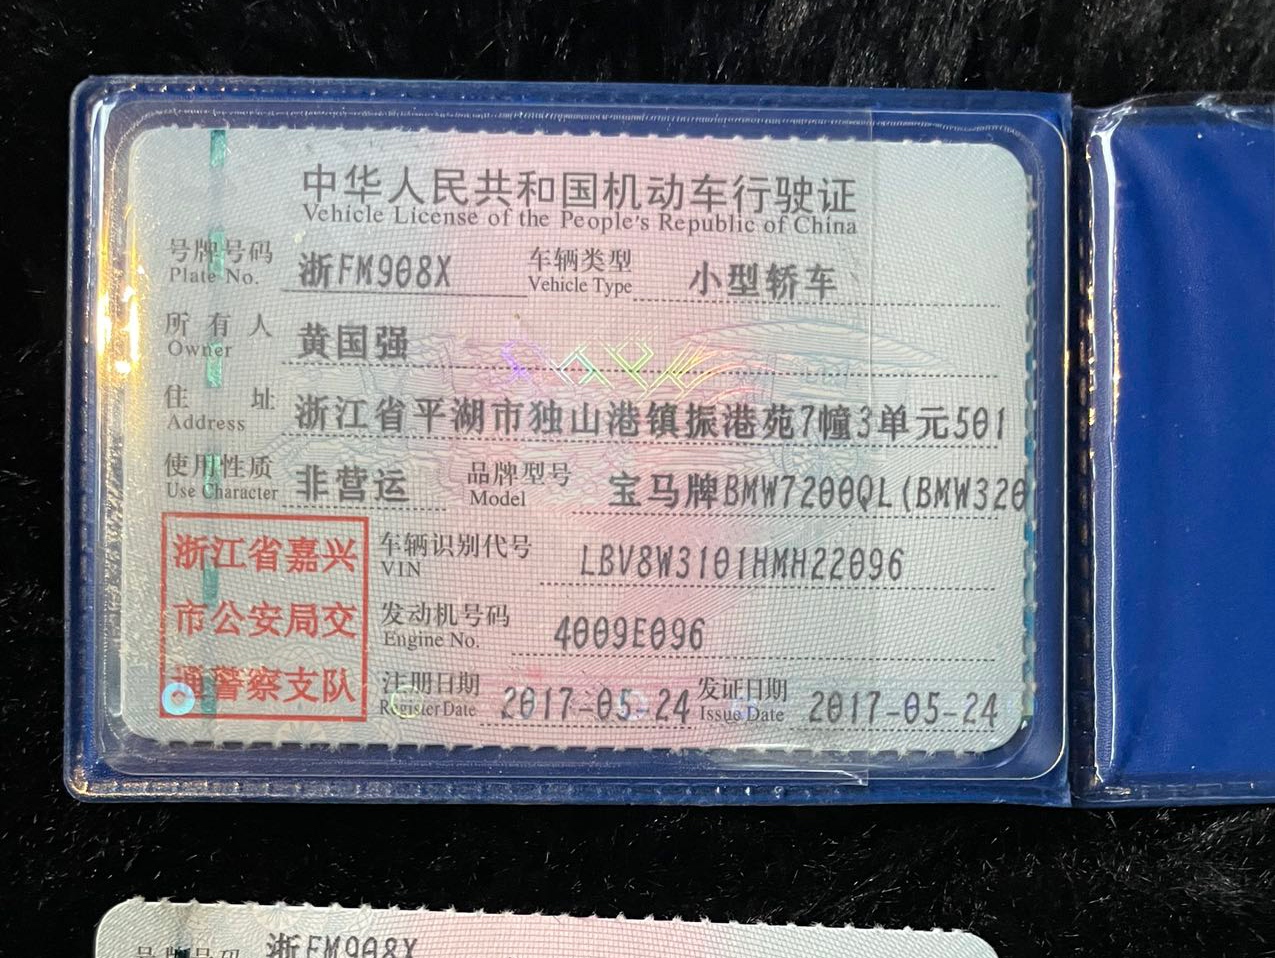 中华人民共和国机动车行驶证
Vehicle License of the People's Republic of China
号牌号码 浙FM908X 车辆类型 小型轿车
Plate No. Vehicle Type
所有人 黄国强
Owner
住址 浙江省平湖市独山港镇振港苑7幢3单元501
Address
使用性质 非营运 品牌型号 宝马牌BMW7200QL(BMW320
Use Character Model
浙江省嘉兴
市公安局交
通警察支队
车辆识别代号 LBV8W3101HMH22096
VIN
发动机号码 4009E096
Engine No.
注册日期 2017-05-24 发证日期 2017-05-24
Register Date Issue Date
号牌号码 浙FM908X